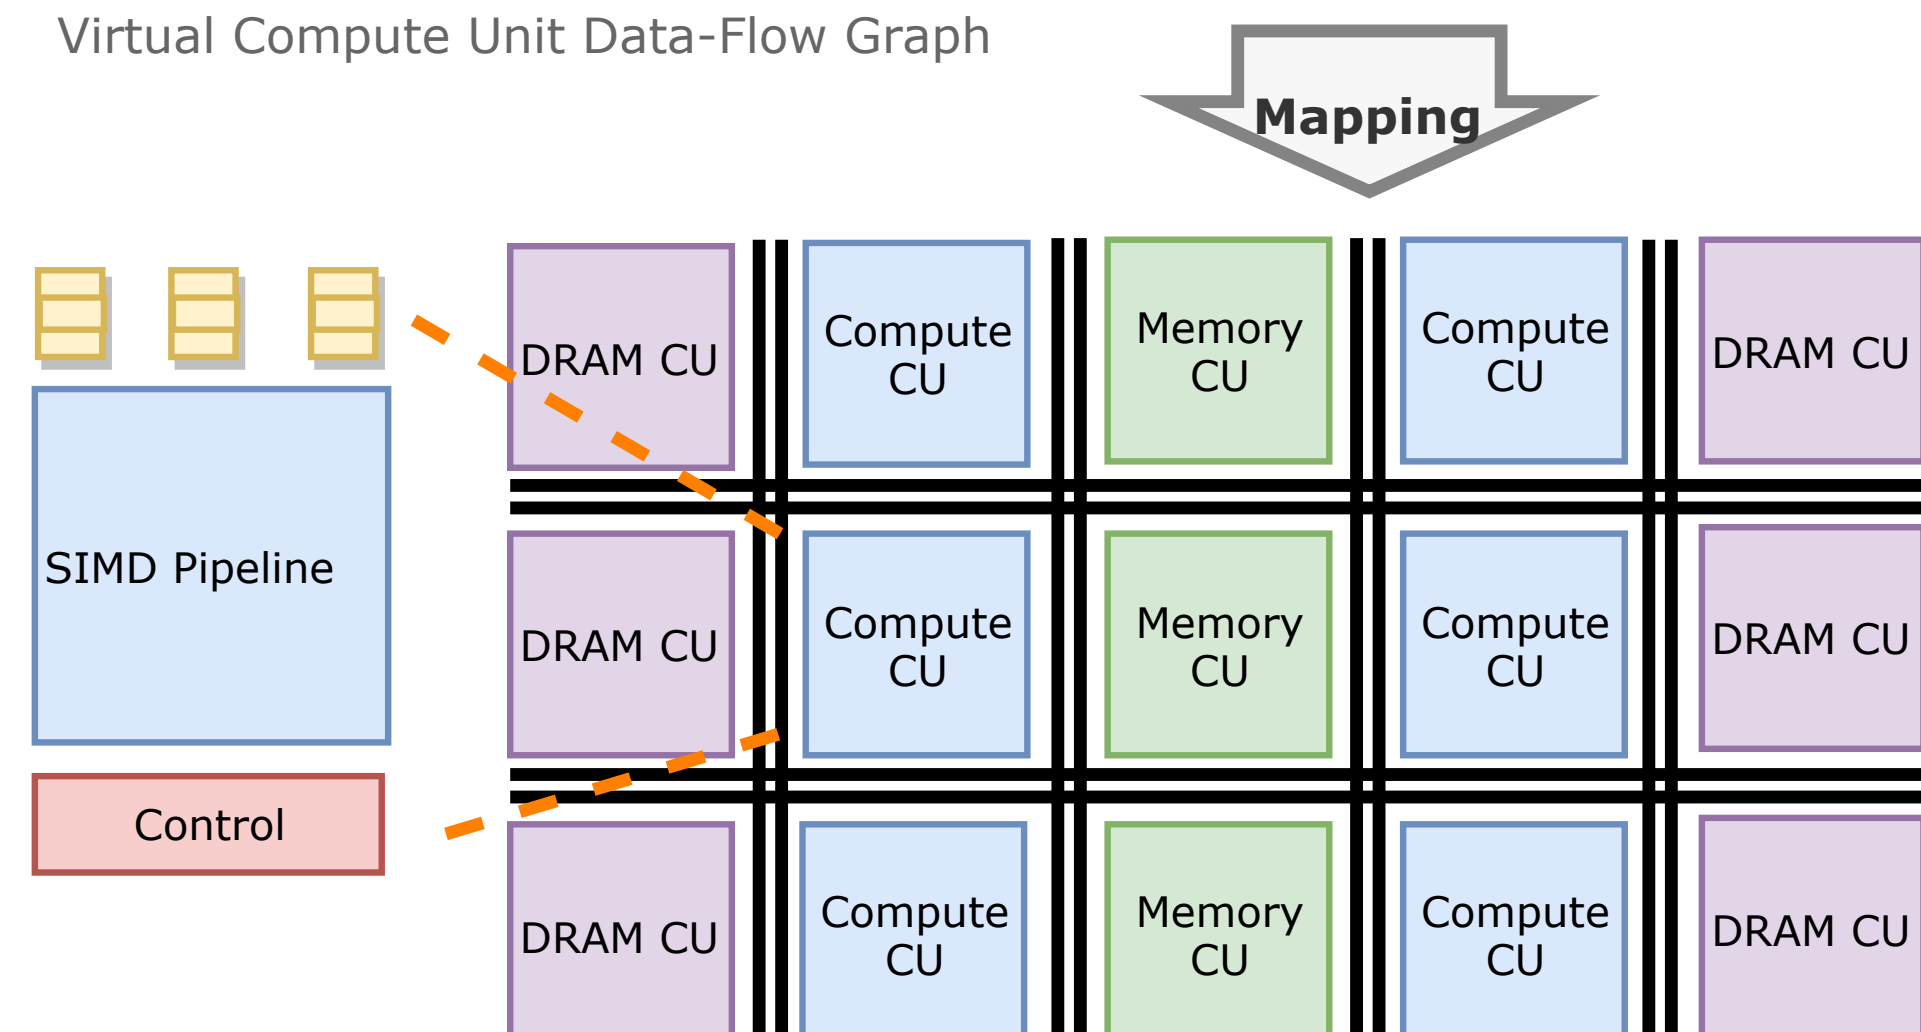 Virtual Compute Unit Data-Flow Graph
Mapping
SIMD Pipeline
Control
DRAM CU
Compute
CU
Memory
CU
Compute
CU
DRAM CU
DRAM CU
Compute
CU
Memory
CU
Compute
CU
DRAM CU
DRAM CU
Compute
CU
Memory
CU
Compute
CU
DRAM CU